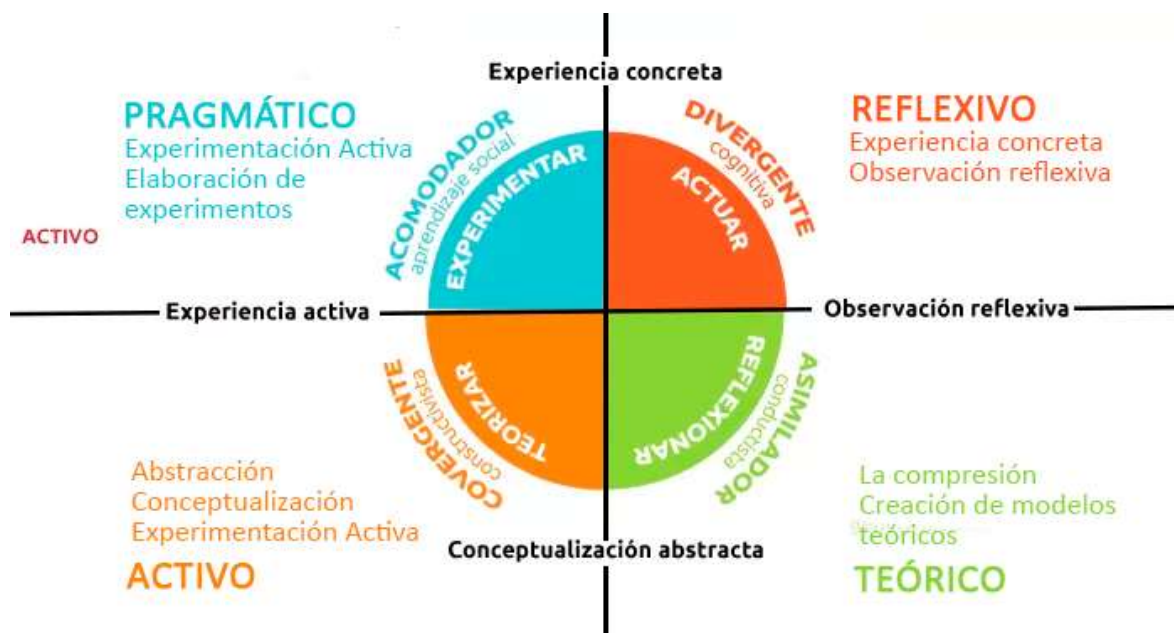 Experiencia concreta
PRAGMÁTICO
Experimentación Activa
Elaboración de
experimentos
ACTIVO
ACOMODADOR
aprendizaje social
EXPERIMENTAR
DIVERGENTE
cognitiva
ACTUAR
REFLEXIVO
Experiencia concreta
Observación reflexiva
Experiencia activa
Observación reflexiva
COVERGENTE
constructivista
TEORIZAR
REFLEXIONAR
ASIMILADOR
conductista
Abstracción
Conceptualización
Experimentación Activa
ACTIVO
Conceptualización abstracta
La compresión
Creación de modelos
teóricos
TEÓRICO